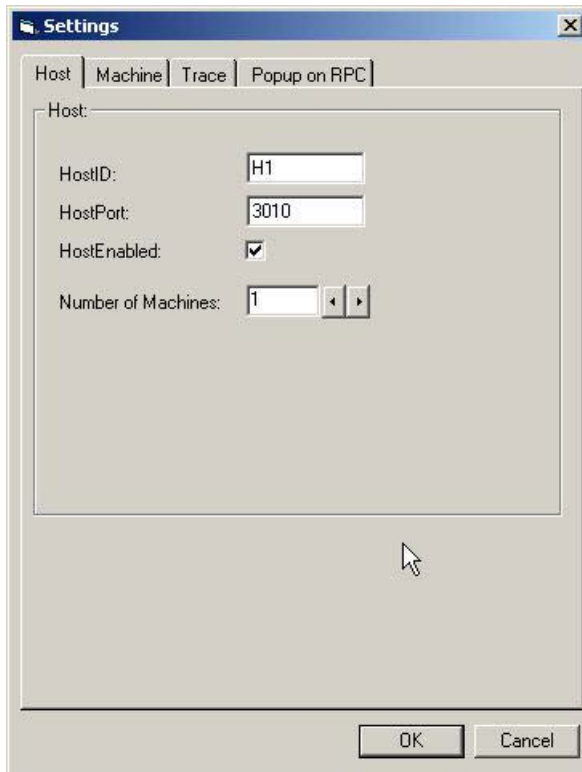 Settings
Host Machine Trace Popup on RPC
Host:
HostID: H1
HostPort: 3010
HostEnabled:
Number of Machines: 1
OK Cancel